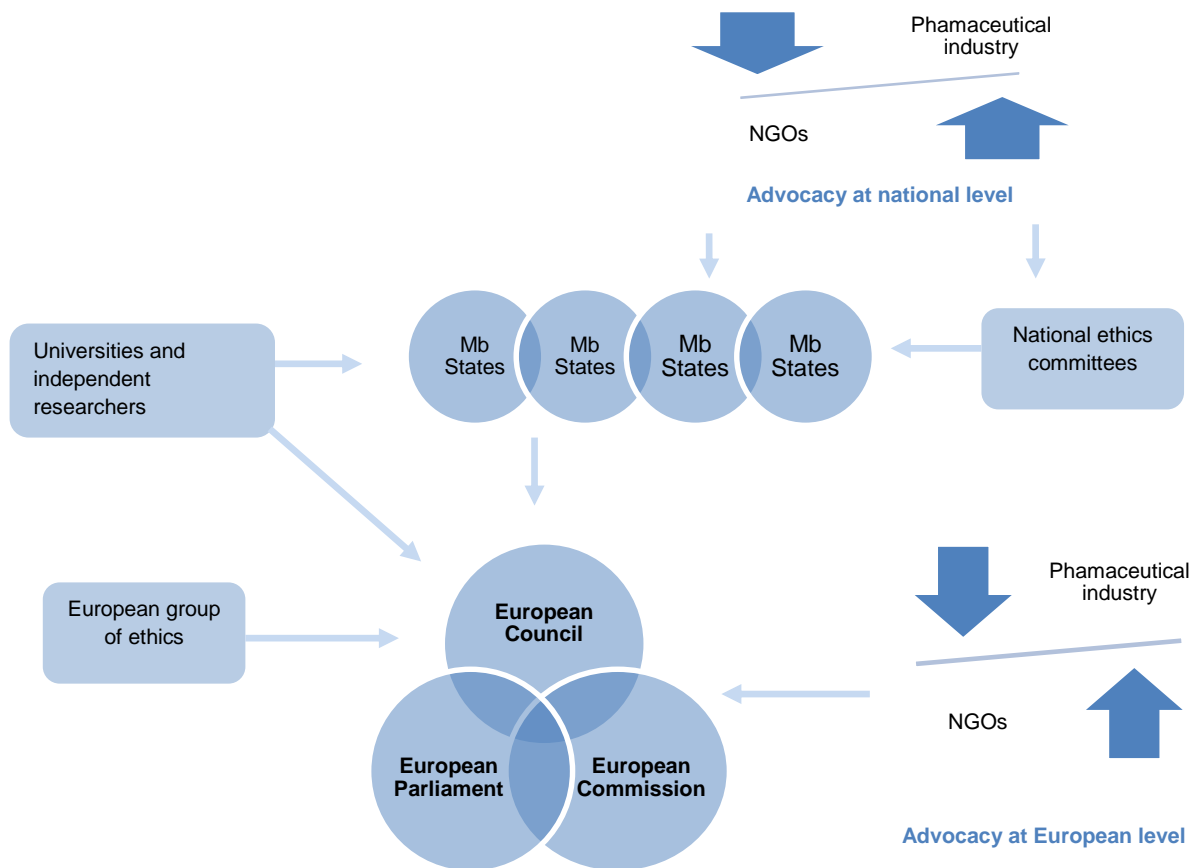 Phamaceutical
industry
NGOs
Advocacy at national level
Universities and
independent
researchers
Mb
States
Mb
States
Mb
States
Mb
States
National ethics
committees
European group
of ethics
European
Council
European
Parliament
European
Commission
Phamaceutical
industry
NGOs
Advocacy at European level